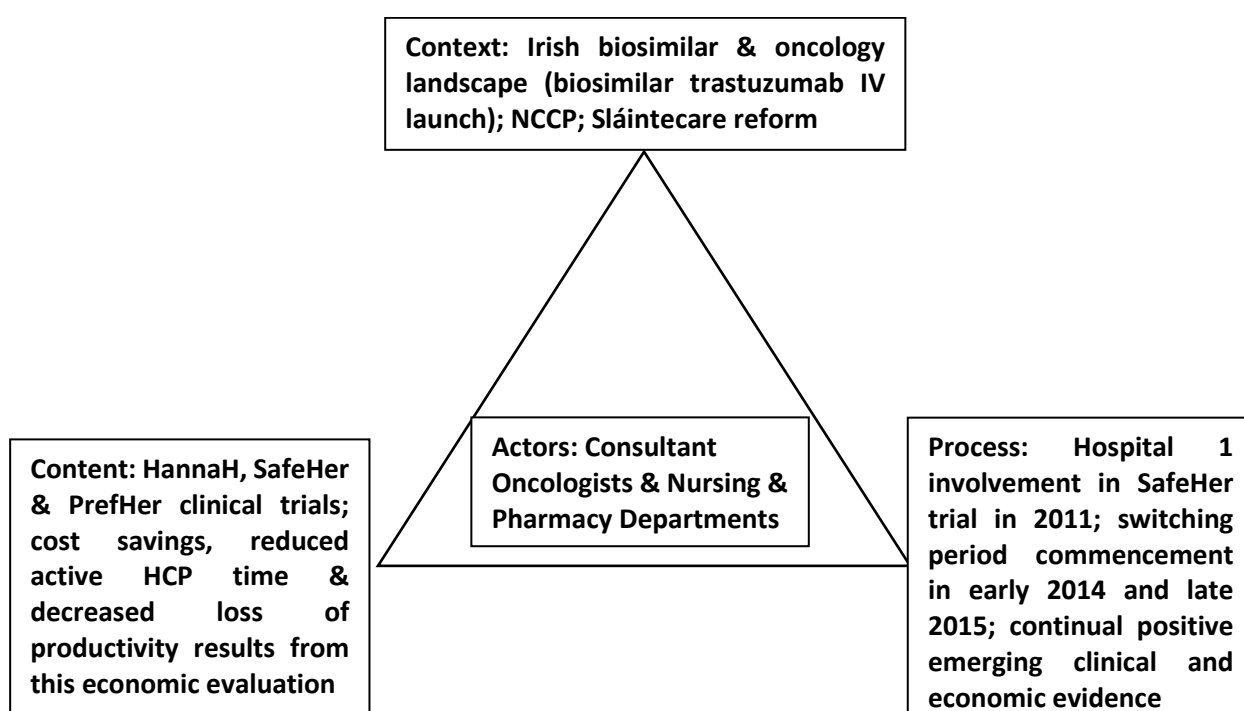 Context: Irish biosimilar & oncology
landscape (biosimilar trastuzumab IV
launch); NCCP; Sláintecare reform
Content: HannaH, SafeHer
& PrefHer clinical trials;
cost savings, reduced
active HCP time &
decreased loss of
productivity results from
this economic evaluation
Actors: Consultant
Oncologists & Nursing &
Pharmacy Departments
Process: Hospital 1
involvement in SafeHer
trial in 2011; switching
period commencement
in early 2014 and late
2015; continual positive
emerging clinical and
economic evidence